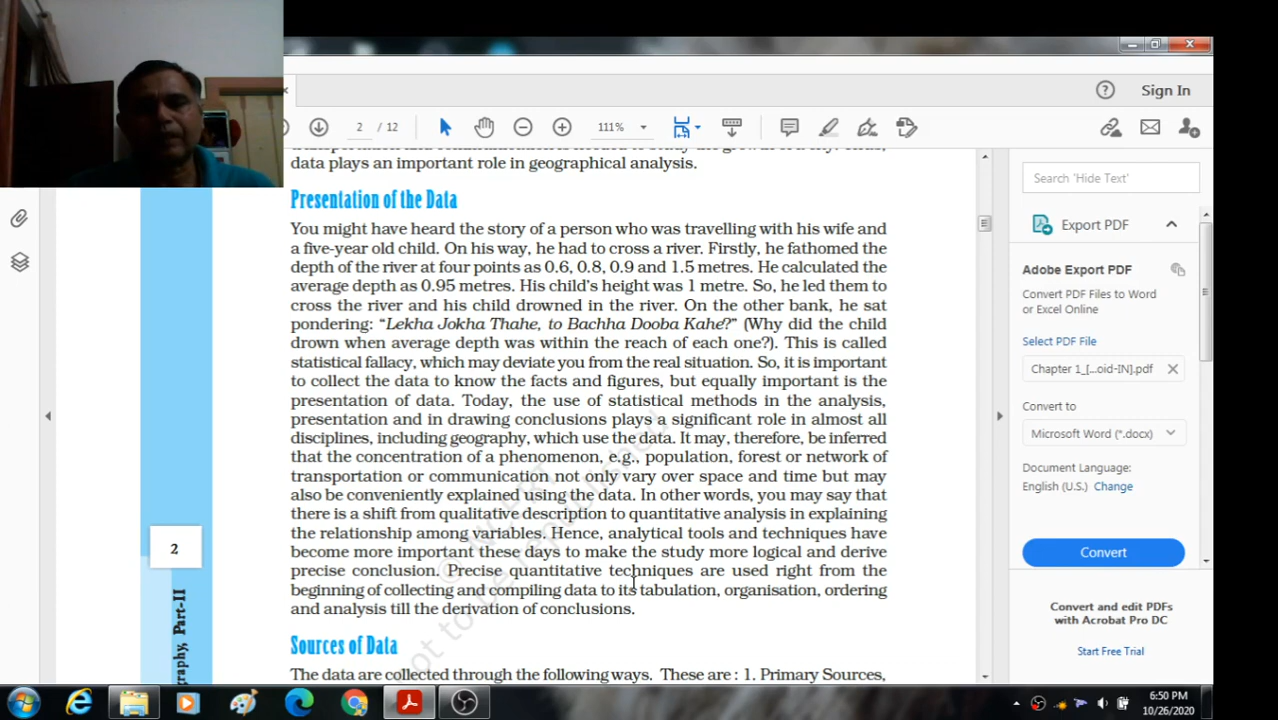 Sign In
2 / 12
111%
data plays an important role in geographical analysis.
Presentation of the Data
You might have heard the story of a person who was travelling with his wife and
a five-year old child. On his way, he had to cross a river. Firstly, he fathomed the
depth of the river at four points as 0.6, 0.8, 0.9 and 1.5 metres. He calculated the
average depth as 0.95 metres. His child's height was 1 metre. So, he led them to
cross the river and his child drowned in the river. On the other bank, he sat
pondering: "Lekha Jokha Thahe, to Bachha Dooba Kahe?" (Why did the child
drown when average depth was within the reach of each one?). This is called
statistical fallacy, which may deviate you from the real situation. So, it is important
to collect the data to know the facts and figures, but equally important is the
presentation of data. Today, the use of statistical methods in the analysis,
presentation and in drawing conclusions plays a significant role in almost all
disciplines, including geography, which use the data. It may, therefore, be inferred
that the concentration of a phenomenon, e.g., population, forest or network of
transportation or communication not only vary over space and time but may
also be conveniently explained using the data. In other words, you may say that
there is a shift from qualitative description to quantitative analysis in explaining
the relationship among variables. Hence, analytical tools and techniques have
become more important these days to make the study more logical and derive
precise conclusion. Precise quantitative techniques are used right from the
beginning of collecting and compiling data to its tabulation, organisation, ordering
and analysis till the derivation of conclusions.
Sources of Data
The data are collected through the following ways. These are : 1. Primary Sources,
2
graphy, Part-II
not to be republished
Search 'Hide Text'
Export PDF
Adobe Export PDF
Convert PDF Files to Word
or Excel Online
Select PDF File
Chapter 1_[...oid-IN].pdf
Convert to
Microsoft Word (*.docx)
Document Language:
English (U.S.) Change
Convert
Convert and edit PDFs
with Acrobat Pro DC
Start Free Trial
6:50 PM
10/26/2020